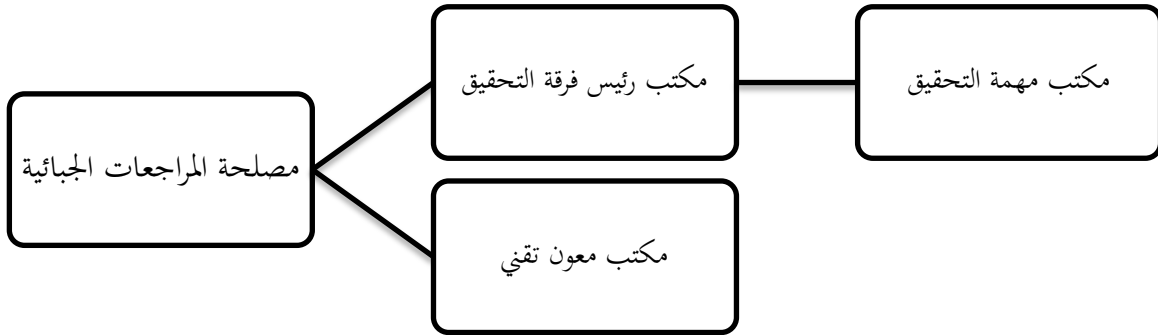 مصلحة المراجعات الجبائية
مكتب رئيس فرقة التحقيق
مكتب مهمة التحقيق
مكتب معون تقني